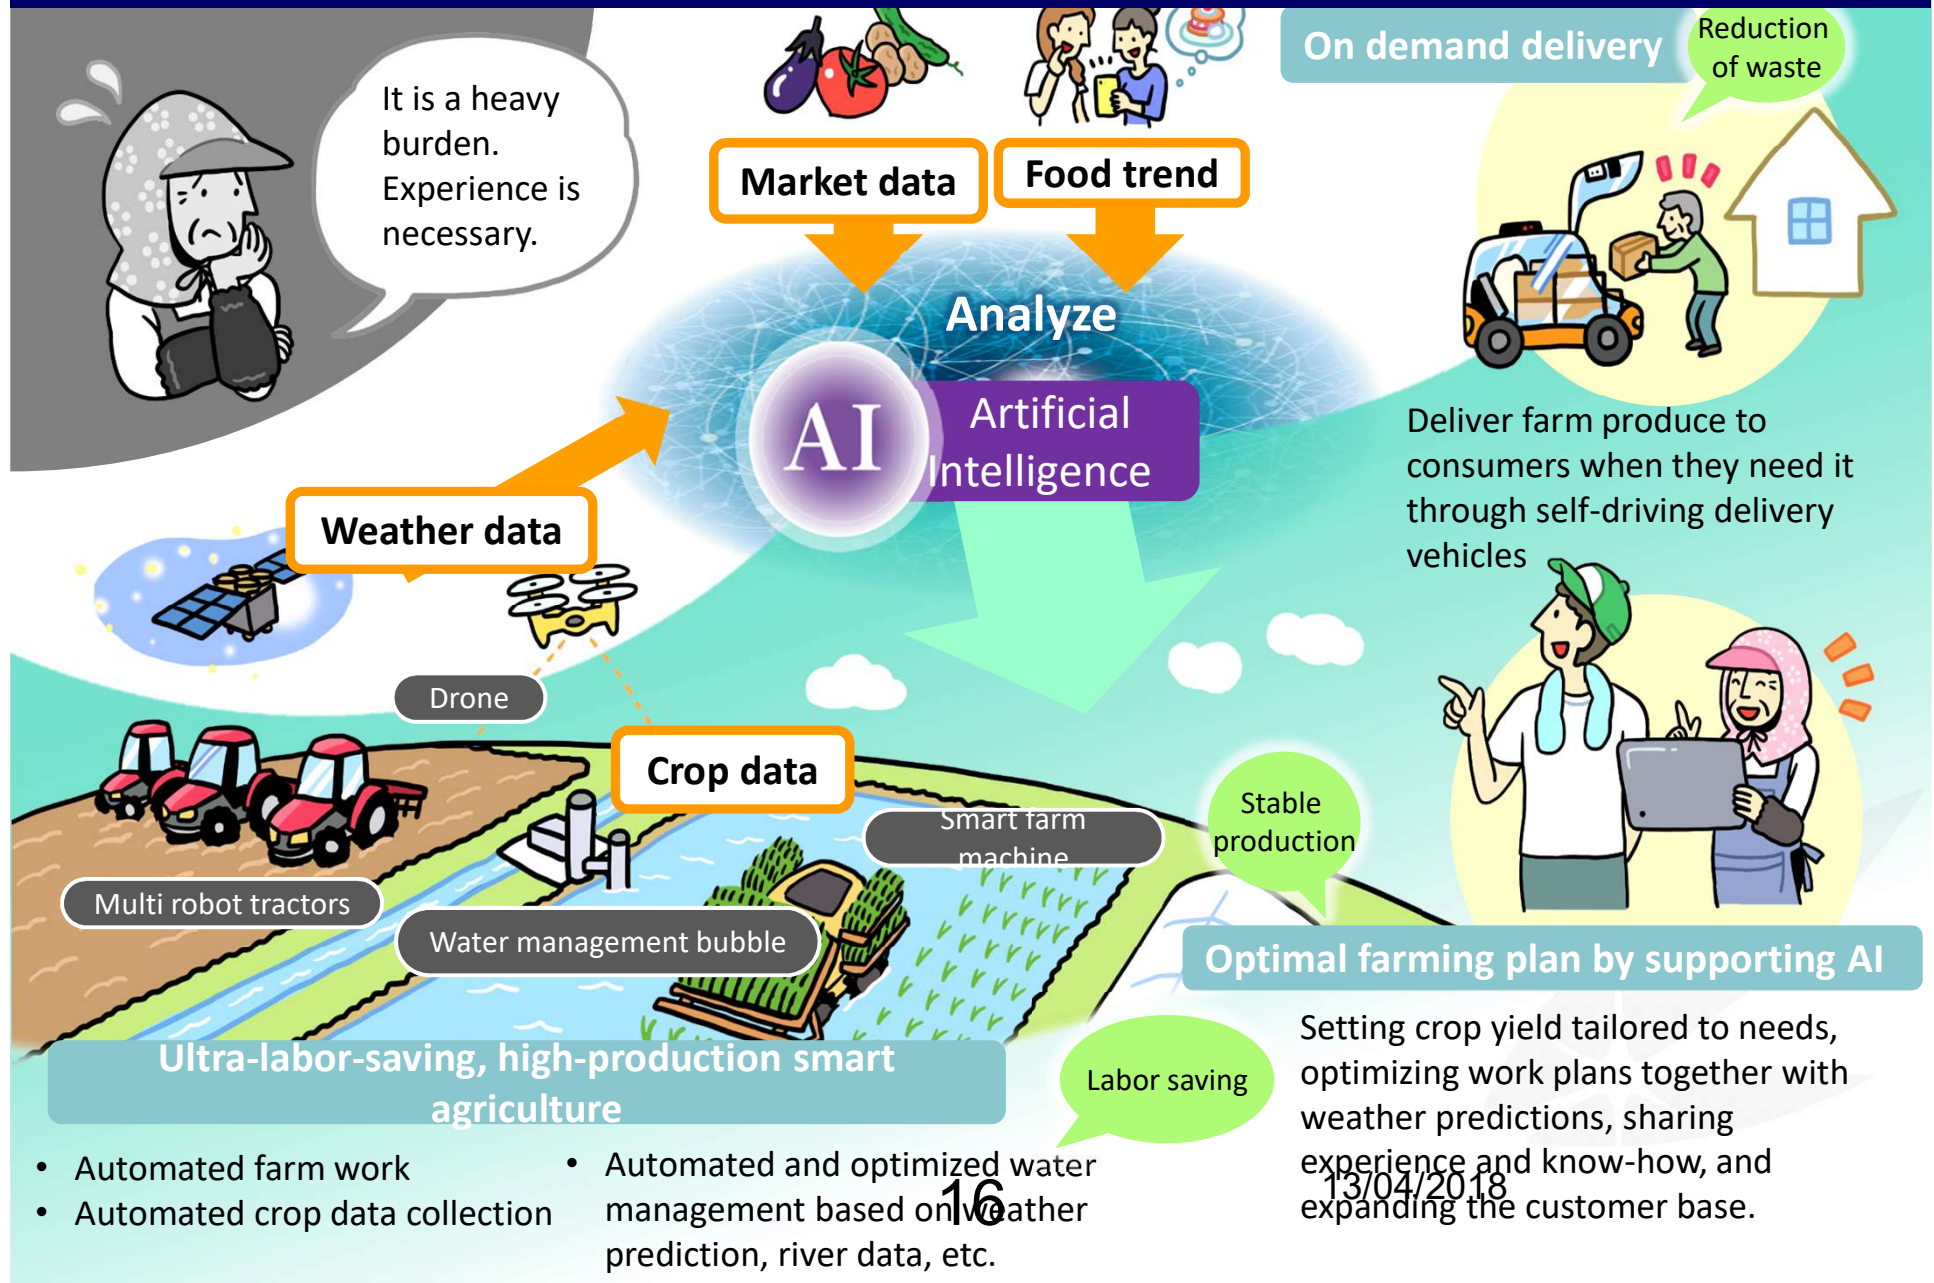 It is a heavy
burden.
Experience is
necessary.
Market data
Food trend
On demand delivery
Reduction
of waste
Analyze
AI
Artificial
Intelligence
Weather data
Deliver farm produce to
consumers when they need it
through self-driving delivery
vehicles
Drone
Crop data
Smart farm
machine
Stable
production
Multi robot tractors
Water management bubble
Optimal farming plan by supporting AI
Ultra-labor-saving, high-production smart
agriculture
Labor saving
Setting crop yield tailored to needs,
optimizing work plans together with
weather predictions, sharing
experience and know-how, and
expanding the customer base.
• Automated farm work
• Automated crop data collection
• Automated and optimized water
management based on weather
prediction, river data, etc.
16
13/04/2018